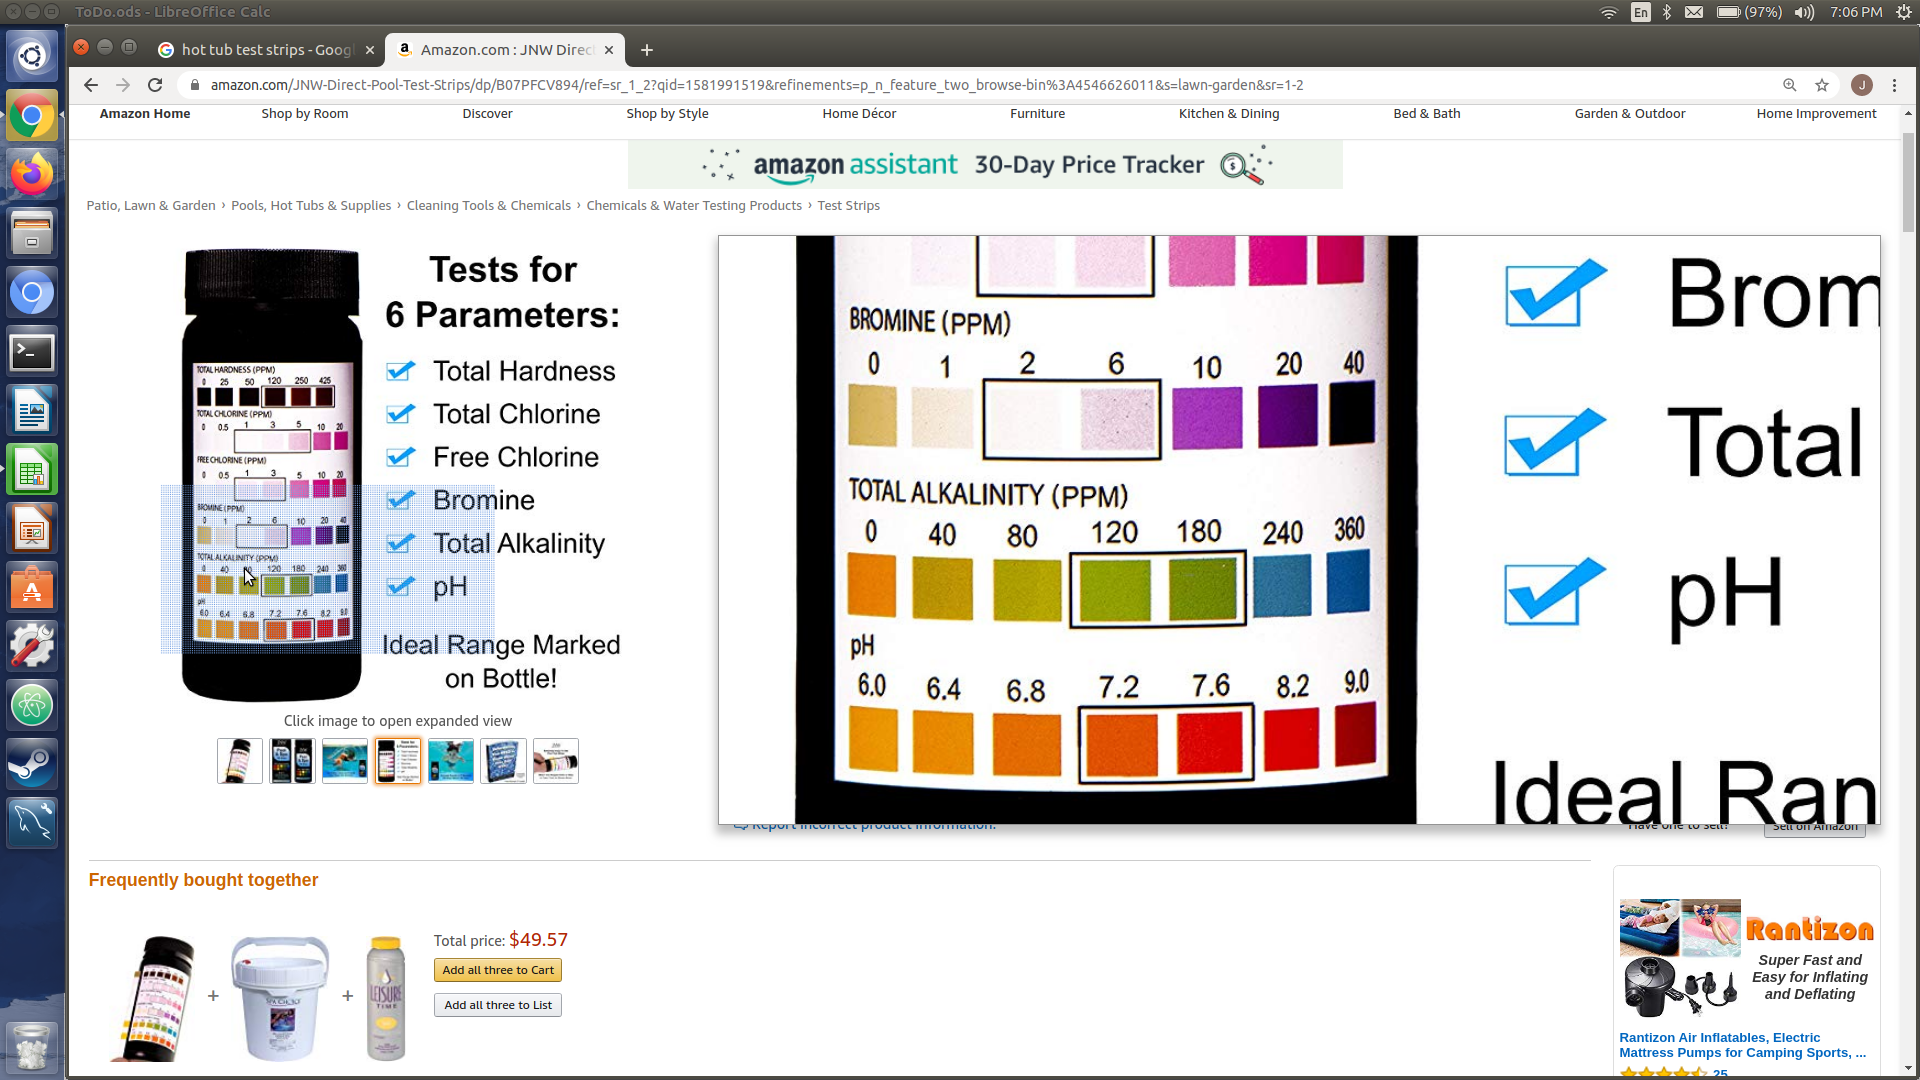 ToDo.ods - LibreOffice Calc
En
(97%)
7:06 PM
hot tub test strips - Goog
Amazon.com : JNW Direc
amazon.com/JNW-Direct-Pool-Test-Strips/dp/B07PFCV894/ref=sr_1_2?qid=1581991519&refinements=p_n_feature_two_browse-bin%3A4546626011&s=lawn-garden&sr=1-2
J
Amazon Home
Shop by Room
Discover
Shop by Style
Home Décor
Furniture
Kitchen & Dining
Bed & Bath
Garden & Outdoor
Home Improvement
amazon assistant 30-Day Price Tracker
Patio, Lawn & Garden › Pools, Hot Tubs & Supplies › Cleaning Tools & Chemicals › Chemicals & Water Testing Products › Test Strips
Tests for
6 Parameters:
Total Hardness
Total Chlorine
Free Chlorine
Bromine
Total Alkalinity
pH
Ideal Range Marked
on Bottle!
TOTAL HARDNESS (PPM)
0 25 50 120 250 425
TOTAL CHLORINE (PPM)
0 0.5 1 3 5 10 20
FREE CHLORINE (PPM)
0 0.5 1 3 5 10 20
BROMINE (PPM)
0 1 2 6 10 20 40
TOTAL ALKALINITY (PPM)
0 40 80 120 180 240 360
pH
6.0 6.4 6.8 7.2 7.6 8.2 9.0
Click image to open expanded view
BROMINE (PPM)
0 1 2 6 10 20 40
TOTAL ALKALINITY (PPM)
0 40 80 120 180 240 360
pH
6.0 6.4 6.8 7.2 7.6 8.2 9.0
Brom
Total
pH
Ideal Ran
Report incorrect product information.
Have one to sell?
Sell on Amazon
Frequently bought together
LEISURE
TIME
+
+
Total price: $49.57
Add all three to Cart
Add all three to List
Rantizon
Super Fast and
Easy for Inflating
and Deflating
Rantizon Air Inflatables, Electric
Mattress Pumps for Camping Sports, ...
25